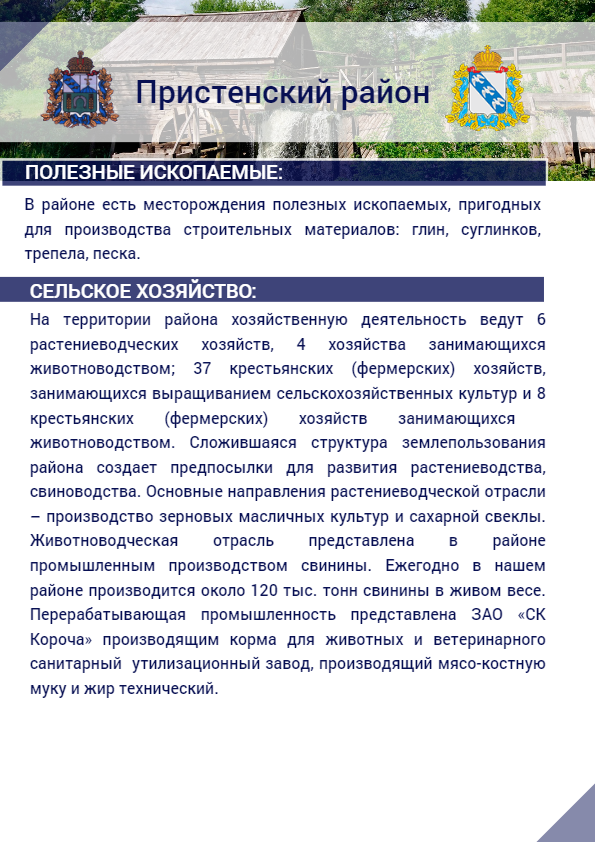 Пристенский район
ПОЛЕЗНЫЕ ИСКОПАЕМЫЕ:
В районе есть месторождения полезных ископаемых, пригодных
для производства строительных материалов: глин, суглинков,
трепела, песка.
СЕЛЬСКОЕ ХОЗЯЙСТВО:
На территории района хозяйственную деятельность ведут 6
растениеводческих хозяйств, 4 хозяйства занимающихся
животноводством; 37 крестьянских (фермерских) хозяйств,
занимающихся выращиванием сельскохозяйственных культур и 8
крестьянских (фермерских) хозяйств занимающихся
животноводством. Сложившаяся структура землепользования
района создает предпосылки для развития растениеводства,
свиноводства. Основные направления растениеводческой отрасли
– производство зерновых масличных культур и сахарной свеклы.
Животноводческая отрасль представлена в районе
промышленным производством свинины. Ежегодно в нашем
районе производится около 120 тыс. тонн свинины в живом весе.
Перерабатывающая промышленность представлена ЗАО «СК
Короча» производящим корма для животных и ветеринарного
санитарный утилизационный завод, производящий мясо-костную
муку и жир технический.